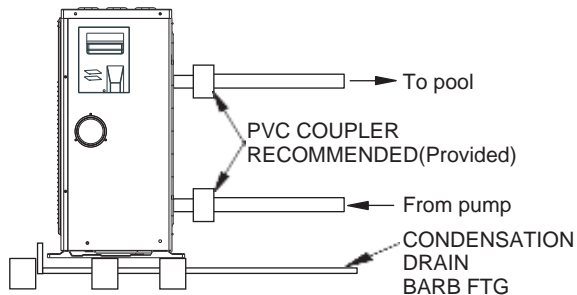 To pool
PVC COUPLER
RECOMMENDED(Provided)
From pump
CONDENSATION
DRAIN
BARB FTG